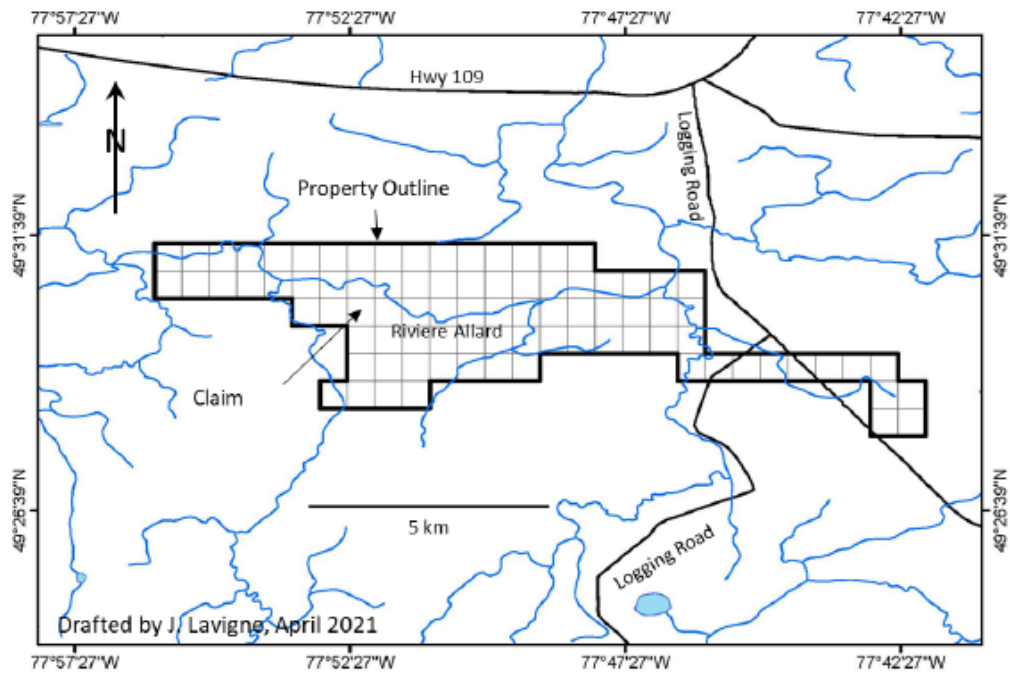 77°57'27"W 77°52'27"W 77°47'27"W 77°42'27"W
Hwy 109
N
Logging Road
Property Outline
49°31'39"N 49°31'39"N
Riviere Allard
Claim
49°26'39"N 49°26'39"N
5 km
Logging Road
Drafted by J. Lavigne, April 2021
77°57'27"W 77°52'27"W 77°47'27"W 77°42'27"W